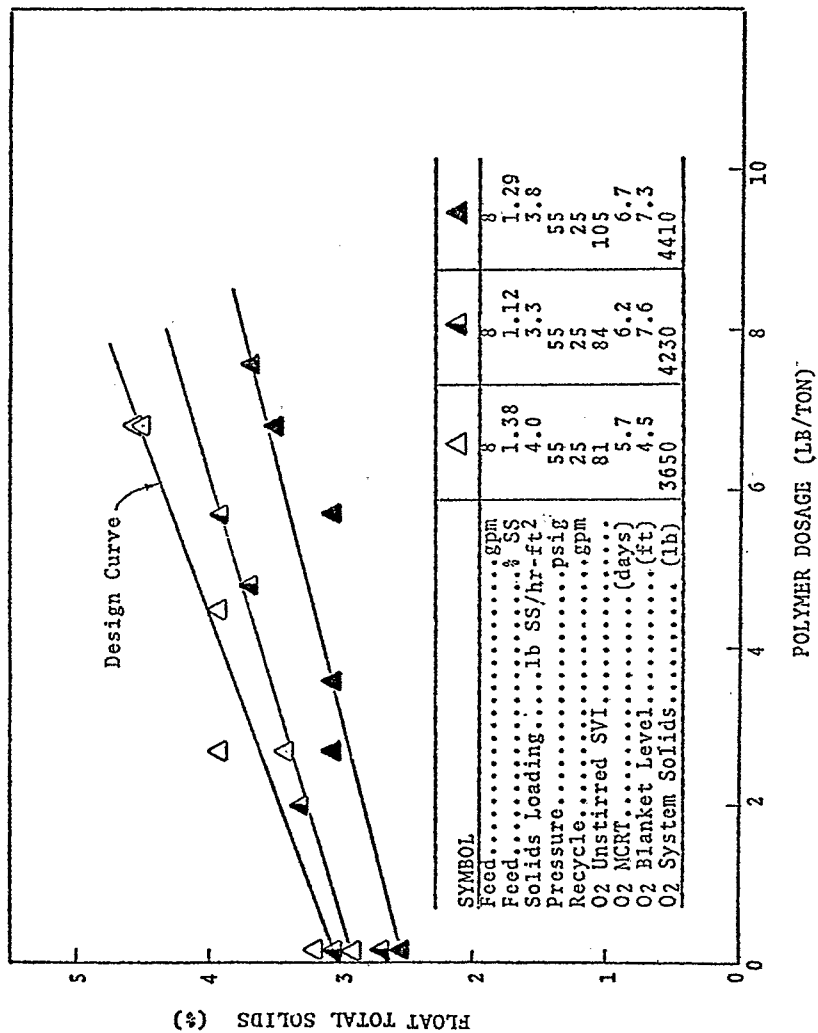 FLOAT TOTAL SOLIDS (%)
5
4
3
2
1
0
Design Curve
SYMBOL
Feed....................gpm 8 8 8
Feed....................% SS 1.38 1.12 1.29
Solids Loading.....lb SS/hr-ft2 4.0 3.3 3.8
Pressure................psig 55 55 55
Recycle.................gpm 25 25 25
O2 Unstirred SVI........... 81 84 105
O2 MCRT...............(days) 5.7 6.2 6.7
O2 Blanket Level.........(ft) 4.5 7.6 7.3
O2 System Solids..........(lb) 3650 4230 4410
0 2 4 6 8 10
POLYMER DOSAGE (LB/TON)